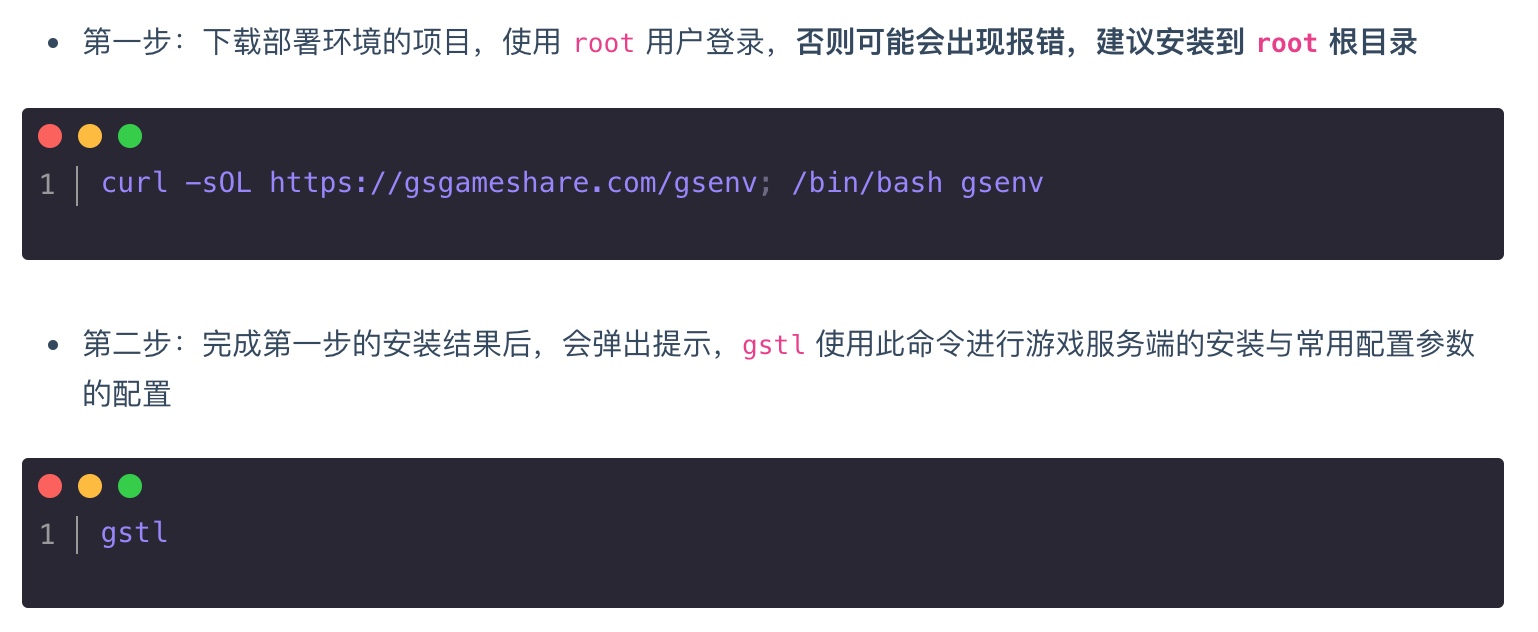 第一步：下载部署环境的项目，使用 root 用户登录，否则可能会出现报错，建议安装到 root 根目录
1 curl -sOL https://gsgameshare.com/gsenv; /bin/bash gsenv
第二步：完成第一步的安装结果后，会弹出提示，gstl 使用此命令进行游戏服务端的安装与常用配置参数
的配置
1 gstl